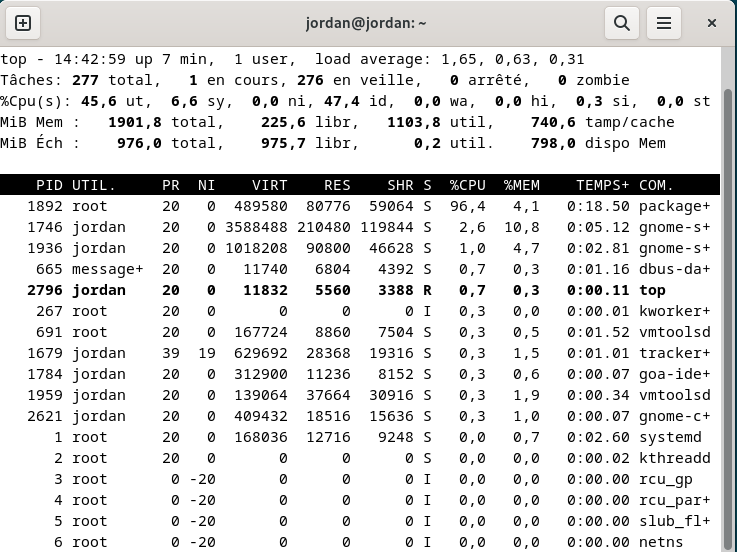 jordan@jordan: ~
top - 14:42:59 up 7 min,  1 user,  load average: 1,65, 0,63, 0,31
Tâches: 277 total,   1 en cours, 276 en veille,   0 arrêté,   0 zombie
%Cpu(s): 45,6 ut,  6,6 sy,  0,0 ni, 47,4 id,  0,0 wa,  0,0 hi,  0,3 si,  0,0 st
MiB Mem :   1901,8 total,    225,6 libr,   1103,8 util,    740,6 tamp/cache
MiB Éch :    976,0 total,    975,7 libr,      0,2 util.    798,0 dispo Mem
PID UTIL.     PR  NI    VIRT    RES    SHR S  %CPU  %MEM    TEMPS+ COM.
1892 root      20   0  489580  80776  59064 S  96,4   4,1   0:18.50 package+
1746 jordan    20   0 3588488 210480 119844 S   2,6  10,8   0:05.12 gnome-s+
1936 jordan    20   0 1018208  90800  46628 S   1,0   4,7   0:02.81 gnome-s+
665 message+  20   0   11740   6804   4392 S   0,7   0,3   0:01.16 dbus-da+
2796 jordan    20   0   11832   5560   3388 R   0,7   0,3   0:00.11 top
267 root      20   0       0      0      0 I   0,3   0,0   0:00.01 kworker+
691 root      20   0  167724   8860   7504 S   0,3   0,5   0:01.52 vmtoolsd
1679 jordan    39  19  629692  28368  19316 S   0,3   1,5   0:01.01 tracker+
1784 jordan    20   0  312900  11236   8152 S   0,3   0,6   0:00.07 goa-ide+
1959 jordan    20   0  139064  37664  30916 S   0,3   1,9   0:00.34 vmtoolsd
2621 jordan    20   0  409432  18516  15636 S   0,3   1,0   0:00.07 gnome-c+
1 root      20   0  168036  12716   9248 S   0,0   0,7   0:02.60 systemd
2 root      20   0       0      0      0 S   0,0   0,0   0:00.02 kthreadd
3 root       0 -20       0      0      0 I   0,0   0,0   0:00.00 rcu_gp
4 root       0 -20       0      0      0 I   0,0   0,0   0:00.00 rcu_par+
5 root       0 -20       0      0      0 I   0,0   0,0   0:00.00 slub_fl+
6 root       0 -20       0      0      0 I   0,0   0,0   0:00.00 netns